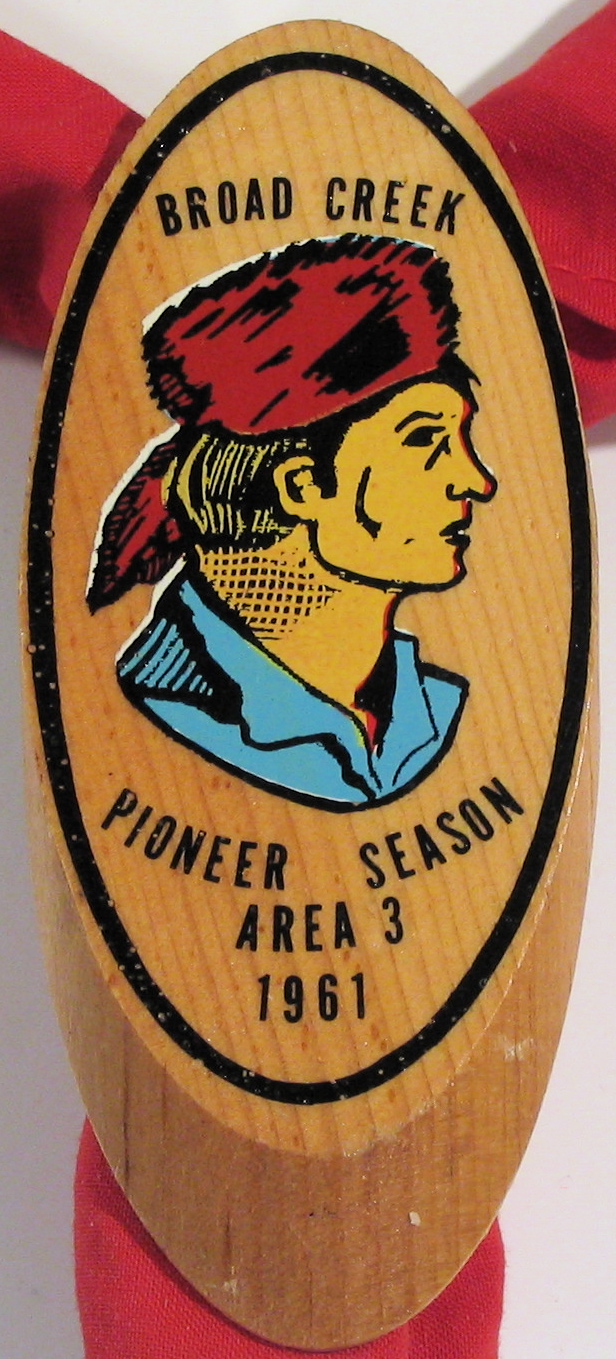 BROAD CREEK
PIONEER SEASON
AREA 3
1961